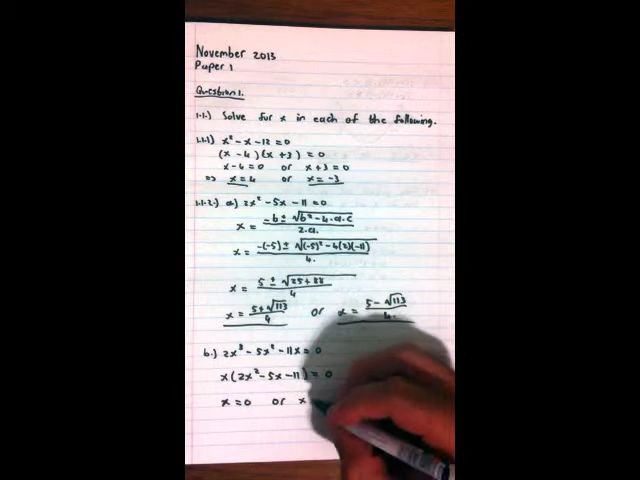 November 2013
Paper 1
Question 1.
1.1.) Solve for x in each of the following.
1.1.1) x² - x - 12 = 0
(x - 4)(x + 3) = 0
x - 4 = 0 or x + 3 = 0
⇒ x = 4 or x = -3
1.1.2.) a) 2x² - 5x - 11 = 0
x = (-b ± √(b² - 4.a.c)) / 2.a.
x = (-(-5) ± √((-5)² - 4(2)(-11))) / 4.
x = (5 ± √(25 + 88)) / 4
x = (5 + √113) / 4 or x = (5 - √113) / 4.
b.) 2x³ - 5x² - 11x = 0
x(2x² - 5x - 11) = 0
x = 0 or x